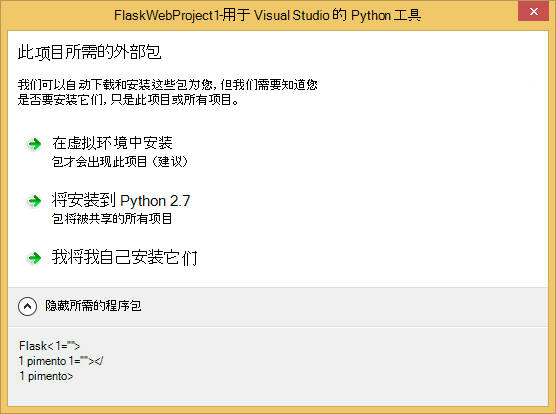 FlaskWebProject1-用于 Visual Studio 的 Python 工具
此项目所需的外部包
我们可以自动下载和安装这些包为您, 但我们需要知道您
是否要安装它们, 只是此项目或所有项目。
在虚拟环境中安装
包才会出现此项目 (建议)
将安装到 Python 2.7
包将被共享的所有项目
我将我自己安装它们
隐藏所需的程序包
Flask< 1="">
1 pimento 1=""></
1 pimento>